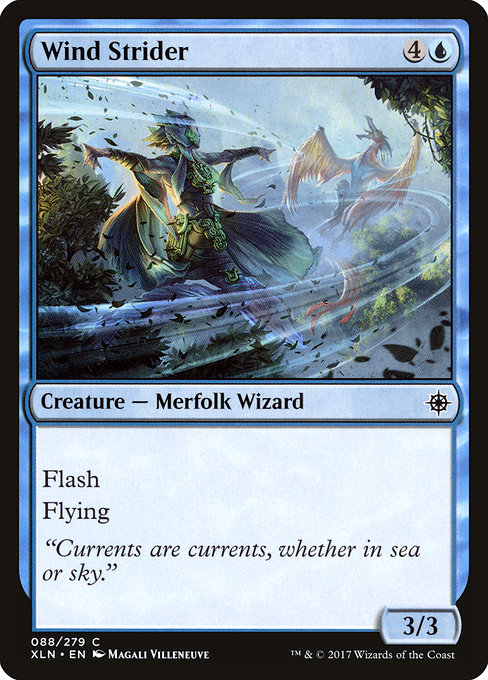 Wind Strider 4
Creature — Merfolk Wizard
Flash
Flying
“Currents are currents, whether in sea
or sky.”
3/3
088/279 C
XLN • EN Magali Villeneuve
™ & © 2017 Wizards of the Coast